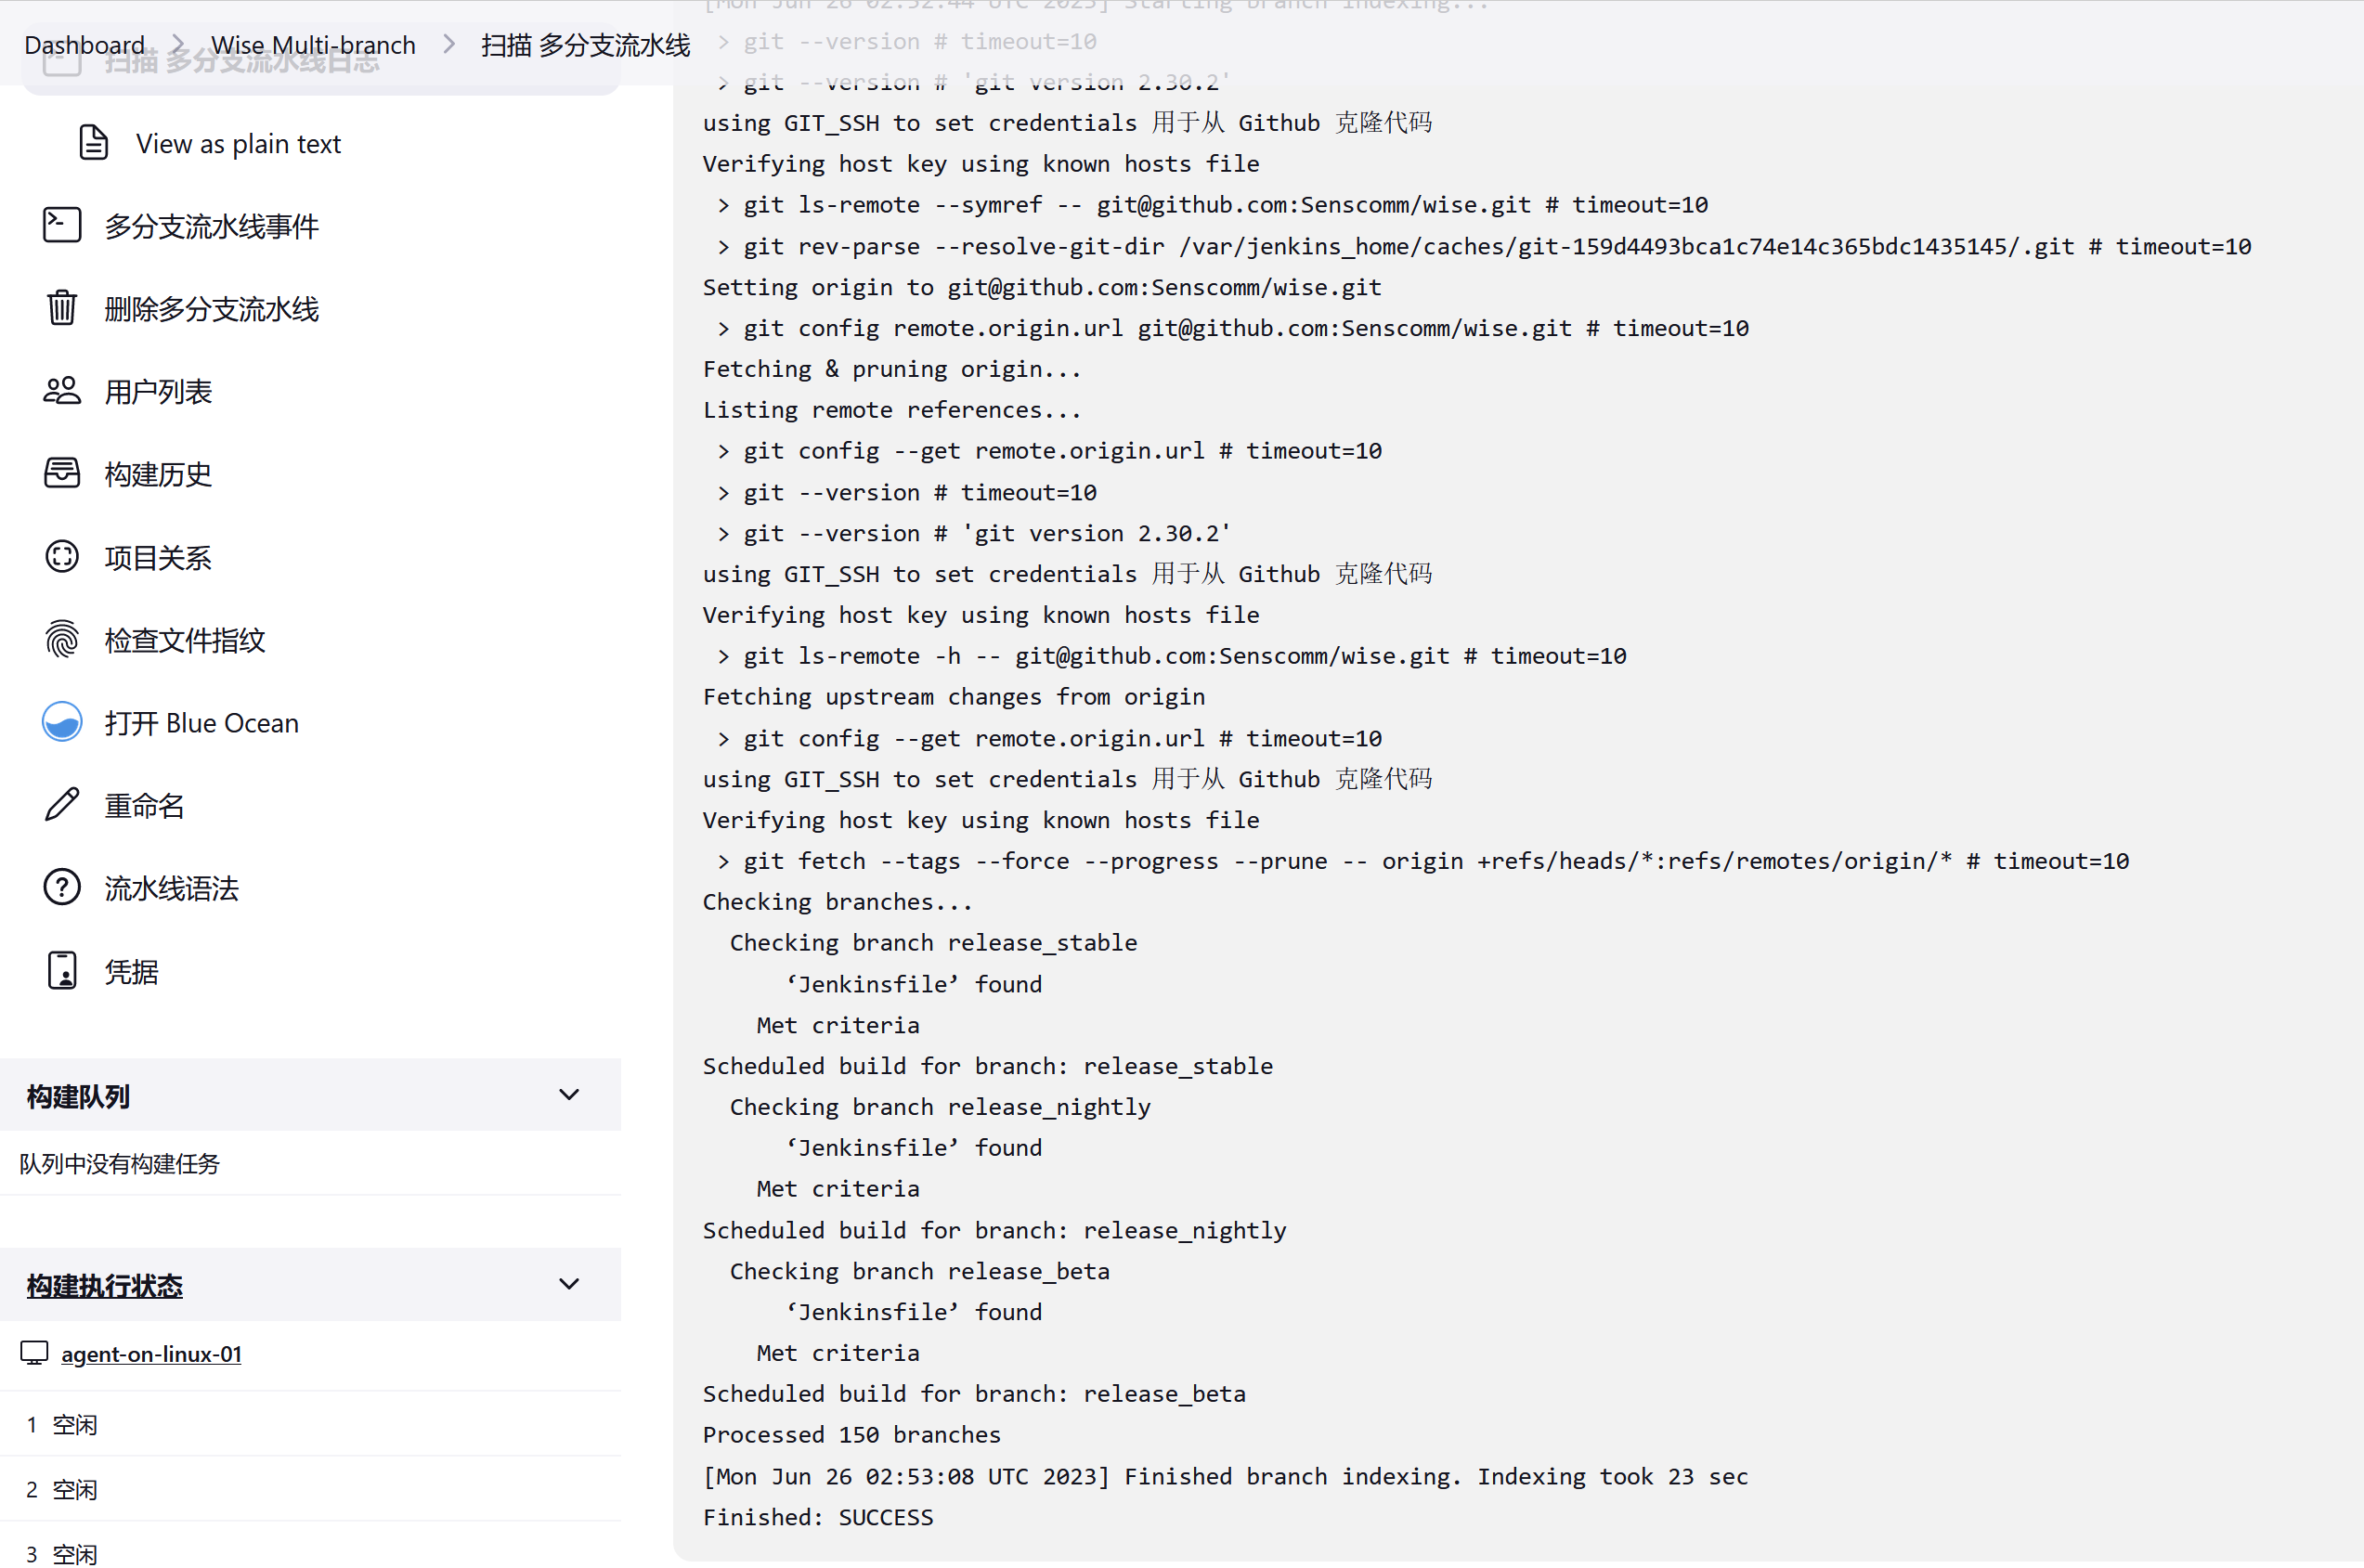 Dashboard > Wise Multi-branch > 扫描 多分支流水线
扫描 多分支流水线日志
View as plain text
多分支流水线事件
删除多分支流水线
用户列表
构建历史
项目关系
检查文件指纹
打开 Blue Ocean
重命名
流水线语法
凭据
构建队列
队列中没有构建任务
构建执行状态
agent-on-linux-01
1 空闲
2 空闲
3 空闲
[Mon Jun 26 02:52:44 UTC 2023] Starting branch indexing...
> git --version # timeout=10
> git --version # 'git version 2.30.2'
using GIT_SSH to set credentials 用于从 Github 克隆代码
Verifying host key using known hosts file
> git ls-remote --symref -- git@github.com:Senscomm/wise.git # timeout=10
> git rev-parse --resolve-git-dir /var/jenkins_home/caches/git-159d4493bca1c74e14c365bdc1435145/.git # timeout=10
Setting origin to git@github.com:Senscomm/wise.git
> git config remote.origin.url git@github.com:Senscomm/wise.git # timeout=10
Fetching & pruning origin...
Listing remote references...
> git config --get remote.origin.url # timeout=10
> git --version # timeout=10
> git --version # 'git version 2.30.2'
using GIT_SSH to set credentials 用于从 Github 克隆代码
Verifying host key using known hosts file
> git ls-remote -h -- git@github.com:Senscomm/wise.git # timeout=10
Fetching upstream changes from origin
> git config --get remote.origin.url # timeout=10
using GIT_SSH to set credentials 用于从 Github 克隆代码
Verifying host key using known hosts file
> git fetch --tags --force --progress --prune -- origin +refs/heads/*:refs/remotes/origin/* # timeout=10
Checking branches...
Checking branch release_stable
‘Jenkinsfile’ found
Met criteria
Scheduled build for branch: release_stable
Checking branch release_nightly
‘Jenkinsfile’ found
Met criteria
Scheduled build for branch: release_nightly
Checking branch release_beta
‘Jenkinsfile’ found
Met criteria
Scheduled build for branch: release_beta
Processed 150 branches
[Mon Jun 26 02:53:08 UTC 2023] Finished branch indexing. Indexing took 23 sec
Finished: SUCCESS